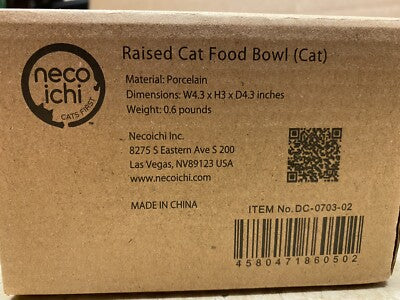 neco
ichi
CATS FIRST
Raised Cat Food Bowl (Cat)
Material: Porcelain
Dimensions: W4.3 x H3 x D4.3 inches
Weight: 0.6 pounds
Necoichi Inc.
8275 S Eastern Ave S 200
Las Vegas, NV89123 USA
www.necoichi.com
MADE IN CHINA
ITEM No. DC-0703-02
4580471860502